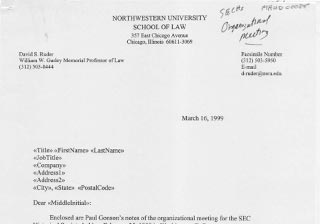 NORTHWESTERN UNIVERSITY
SCHOOL OF LAW
357 East Chicago Avenue
Chicago, Illinois 60611-3069
SECHS
Organizational
meeting
David S. Ruder
William W. Gurley Memorial Professor of Law
(312) 503-8444
Facsimile Number
(312) 503-5950
E-mail
d-ruder@nwu.edu
March 16, 1999
«Title» «FirstName» «LastName»
«JobTitle»
«Company»
«Address1»
«Address2»
«City», «State» «PostalCode»
Dear «MiddleInitial»:
Enclosed are Paul Gonson's notes of the organizational meeting for the SEC